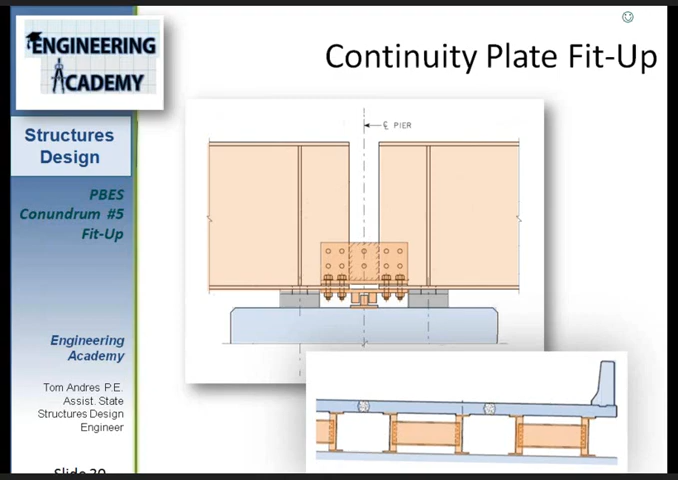 ENGINEERING
ACADEMY
Continuity Plate Fit-Up
Structures
Design
PBES
Conundrum #5
Fit-Up
℄ PIER
Engineering
Academy
Tom Andres P.E.
Assist. State
Structures Design
Engineer
Slide 20